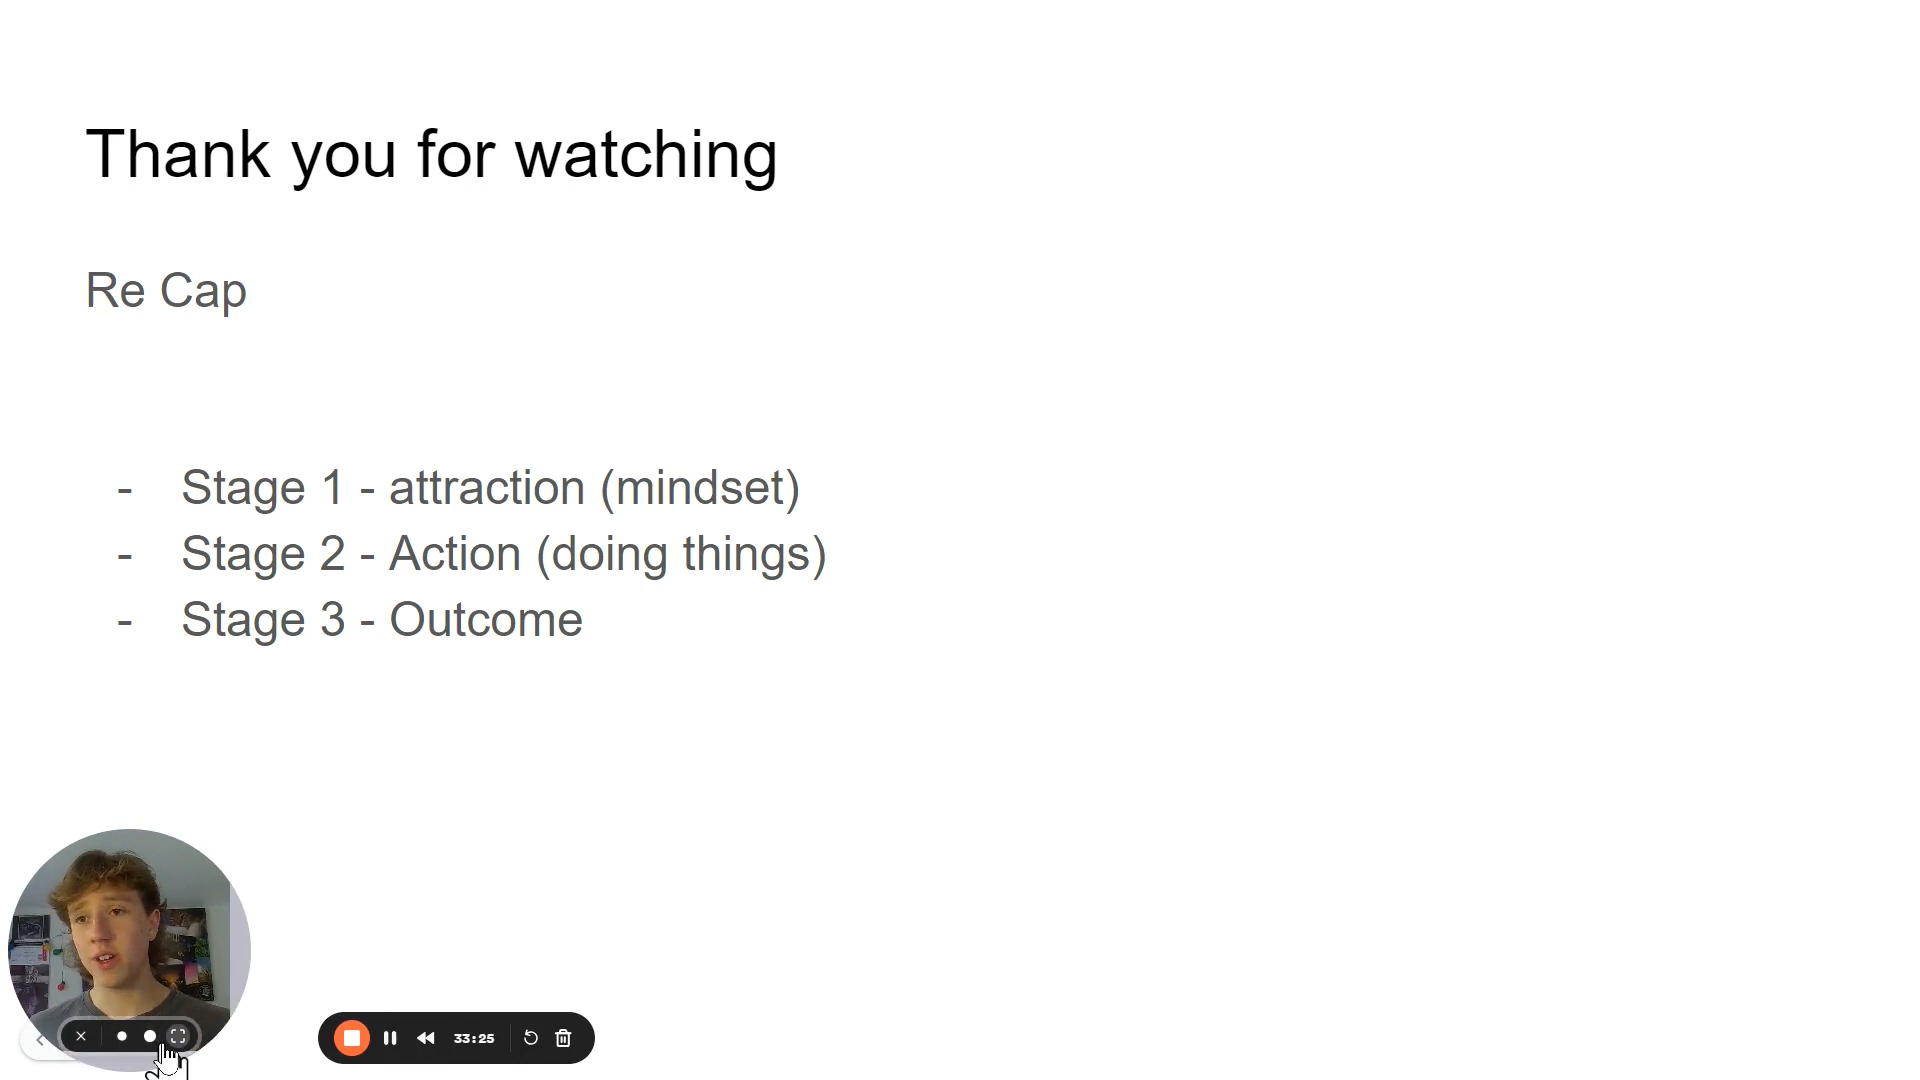 Thank you for watching
Re Cap
- Stage 1 - attraction (mindset)
- Stage 2 - Action (doing things)
- Stage 3 - Outcome
33:25